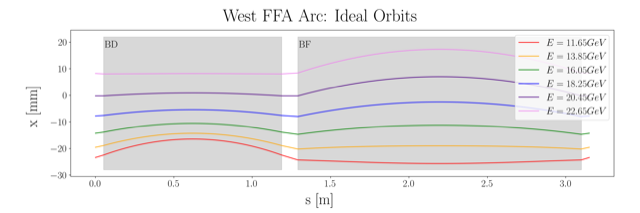 West FFA Arc: Ideal Orbits
BD
BF
E = 11.65GeV
E = 13.85GeV
E = 16.05GeV
E = 18.25GeV
E = 20.45GeV
E = 22.65GeV
20
10
0
−10
−20
−30
x [mm]
0.0 0.5 1.0 1.5 2.0 2.5 3.0
s [m]